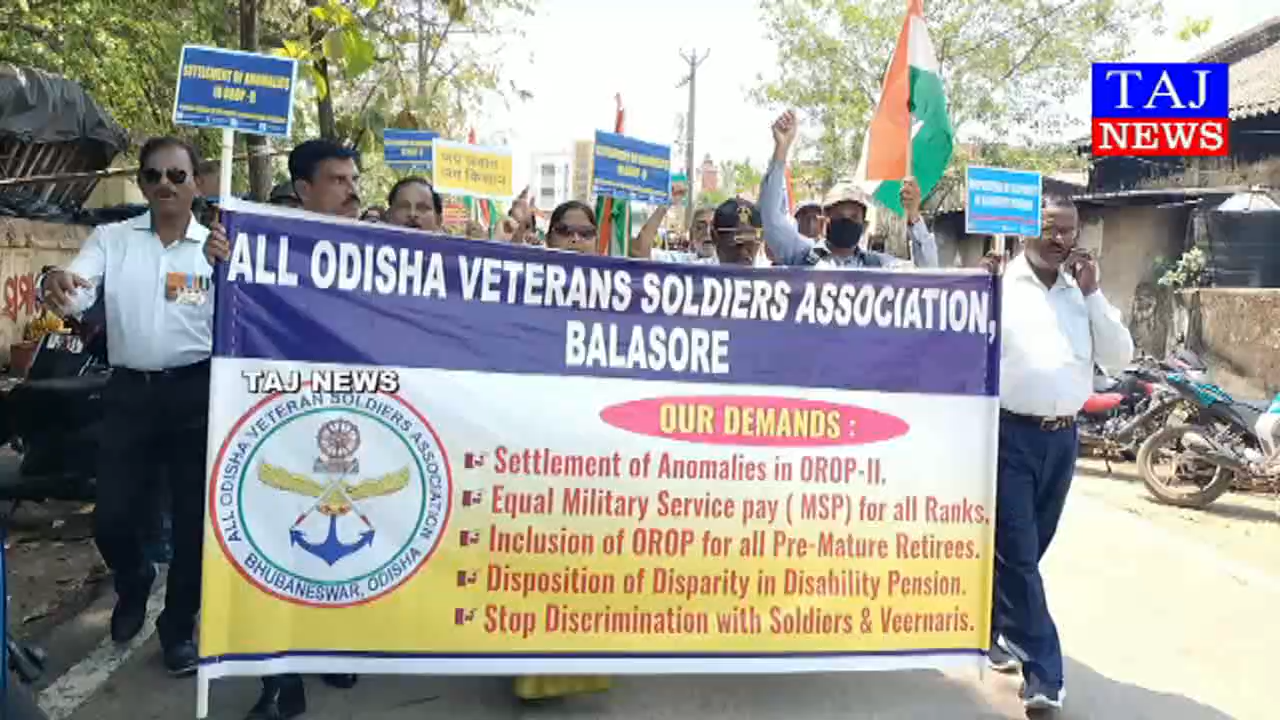 SETTLEMENT OF ANOMALIES
IN OROP-II
जय जवान
जय किसान
TAJ
NEWS
ALL ODISHA VETERANS SOLDIERS ASSOCIATION,
BALASORE
TAJ NEWS
ALL ODISHA VETERAN SOLDIERS ASSOCIATION
BHUBANESWAR, ODISHA
OUR DEMANDS :
Settlement of Anomalies in OROP-II.
Equal Military Service pay ( MSP) for all Ranks.
Inclusion of OROP for all Pre-Mature Retirees.
Disposition of Disparity in Disability Pension.
Stop Discrimination with Soldiers & Veernaris.